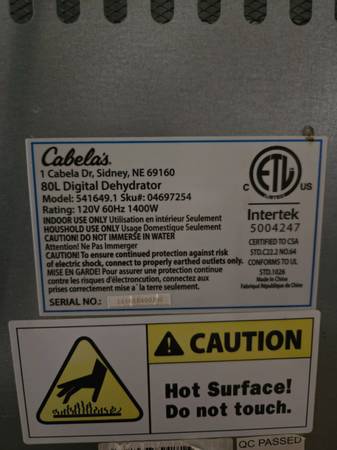 Cabela's
1 Cabela Dr, Sidney, NE 69160
80L Digital Dehydrator
Model: 541649.1 Sku#: 04697254
Rating: 120V 60Hz 1400W
INDOOR USE ONLY Utilisation en intérieur Seulement
HOUSHOLD USE ONLY Usage Domestique Seulement
CAUTION! DO NOT IMMERSE IN WATER
Attention! Ne Pas Immerger
CAUTION! To ensure continued protection against risk
of electric shock, connect to properly earthed outlets only.
MISE EN GARDE! Pour assurer une protection continue
contre les risques d'électrocution, connectez aux
prises correctement mise a` la terre seulement.
SERIAL NO.:
ETL
C US
INTERTEK
Intertek
5004247
CERTIFIED TO CSA
STD.C22.2 NO.64
CONFORMS TO UL
STD.1026
Made in China
Fabriqué République de Chine
CAUTION
Hot Surface!
Do not touch.
QC PASSED